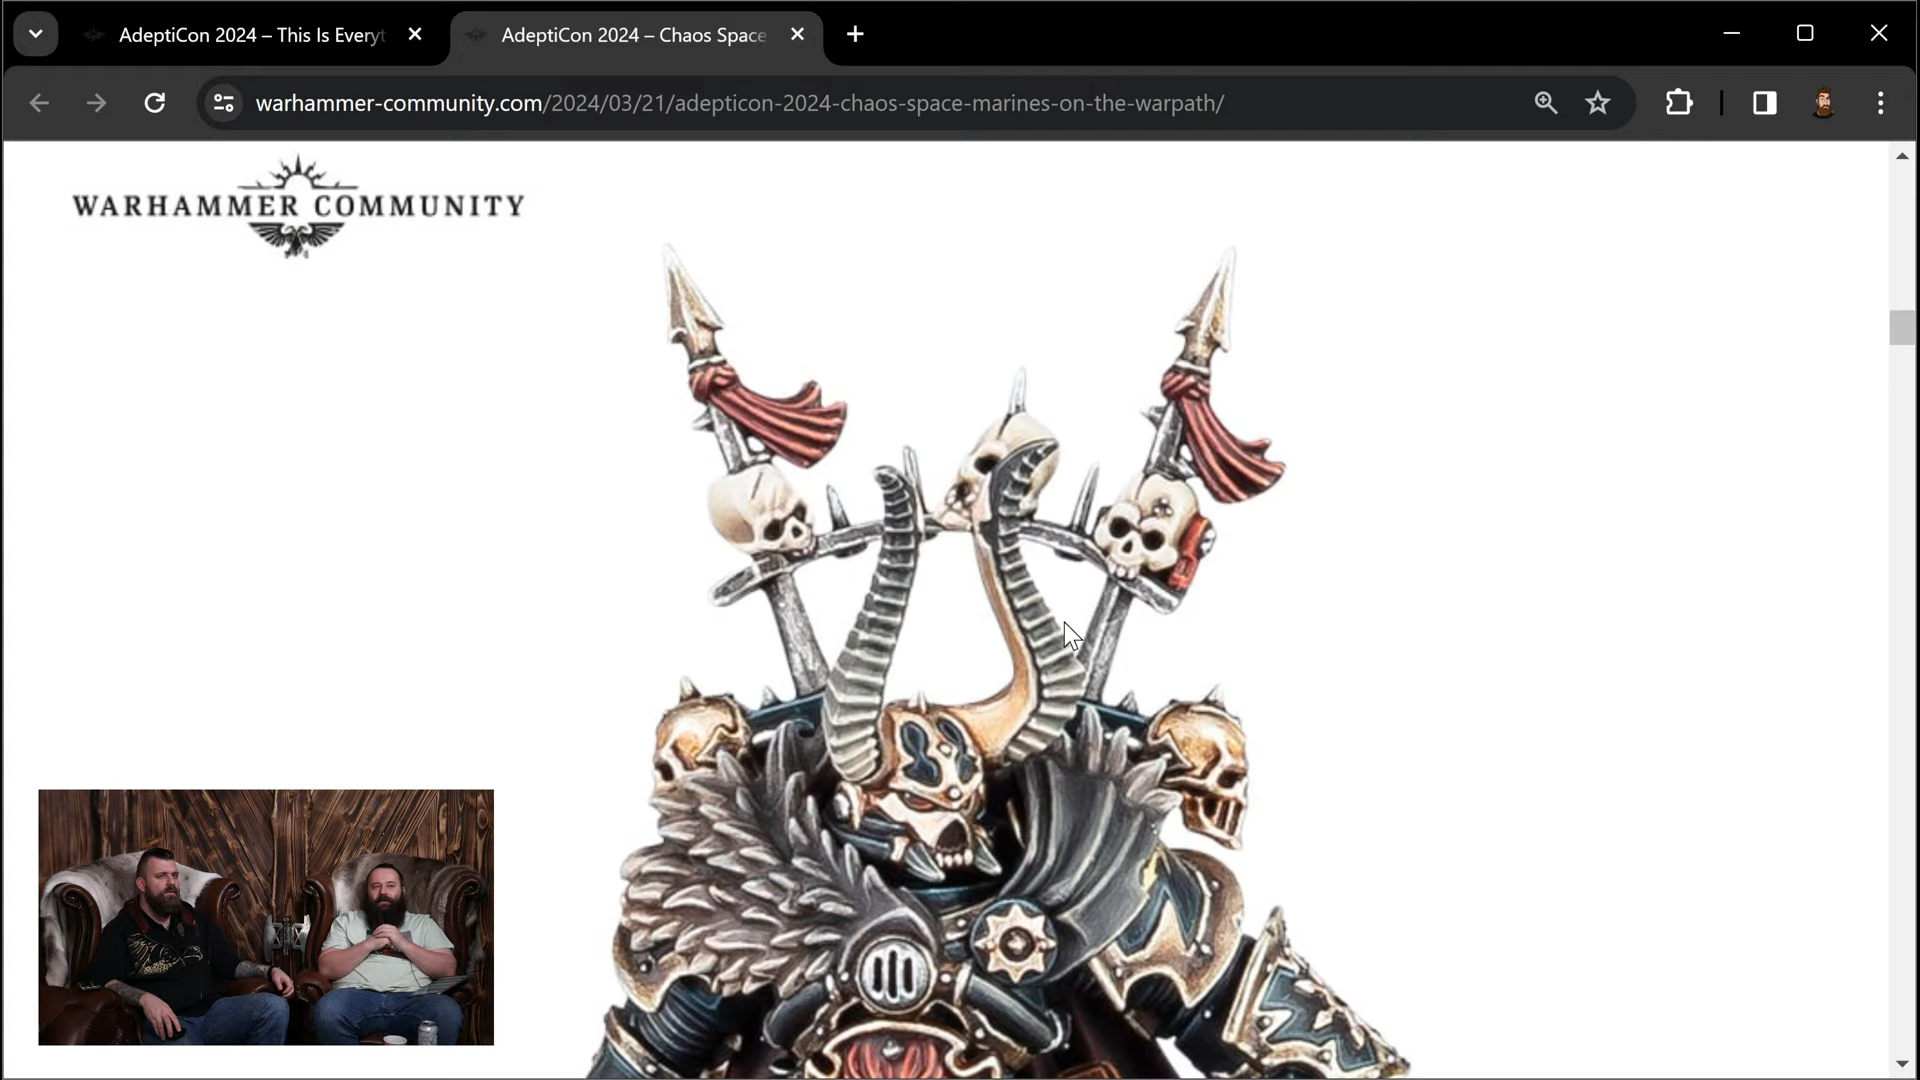 AdeptiCon 2024 – This Is Everyt
AdeptiCon 2024 – Chaos Space
warhammer-community.com/2024/03/21/adepticon-2024-chaos-space-marines-on-the-warpath/
WARHAMMER COMMUNITY